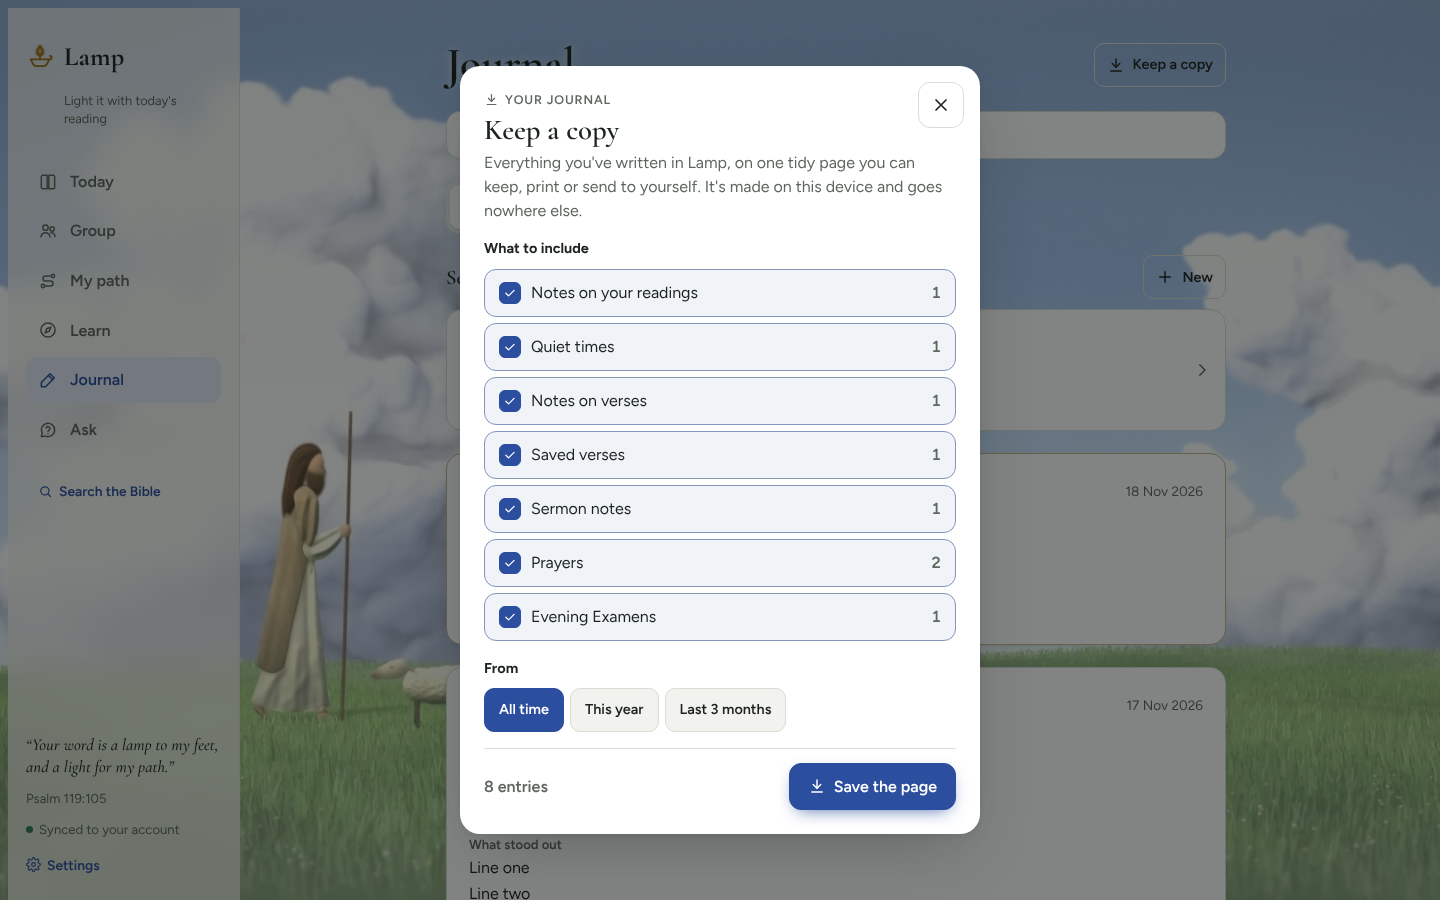 Lamp
Light it with today's
reading
Today
Group
My path
Learn
Journal
Ask
Search the Bible
“Your word is a lamp to my feet,
and a light for my path.”
Psalm 119:105
Synced to your account
Settings
Journal
Keep a copy
New
18 Nov 2026
17 Nov 2026
What stood out
Line one
Line two
YOUR JOURNAL
Keep a copy
Everything you've written in Lamp, on one tidy page you can
keep, print or send to yourself. It's made on this device and goes
nowhere else.
What to include
Notes on your readings 1
Quiet times 1
Notes on verses 1
Saved verses 1
Sermon notes 1
Prayers 2
Evening Examens 1
From
All time This year Last 3 months
8 entries
Save the page